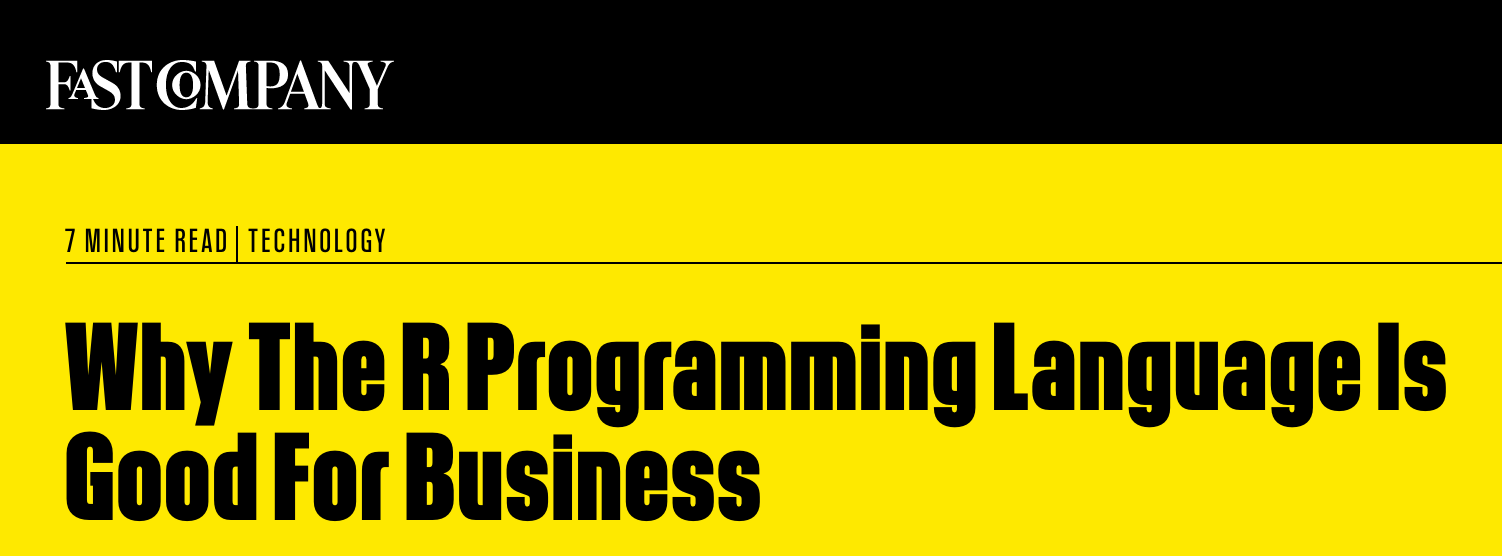 FAST COMPANY
7 MINUTE READ | TECHNOLOGY
Why The R Programming Language Is
Good For Business